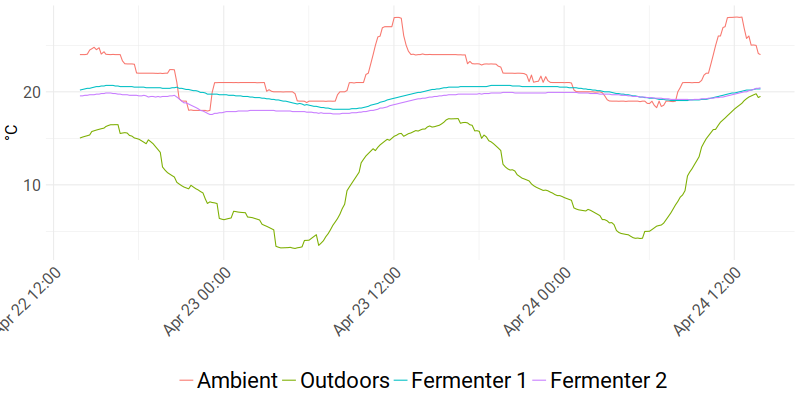 °C
20
10
Apr 22 12:00
Apr 23 00:00
Apr 23 12:00
Apr 24 00:00
Apr 24 12:00
Ambient Outdoors Fermenter 1 Fermenter 2